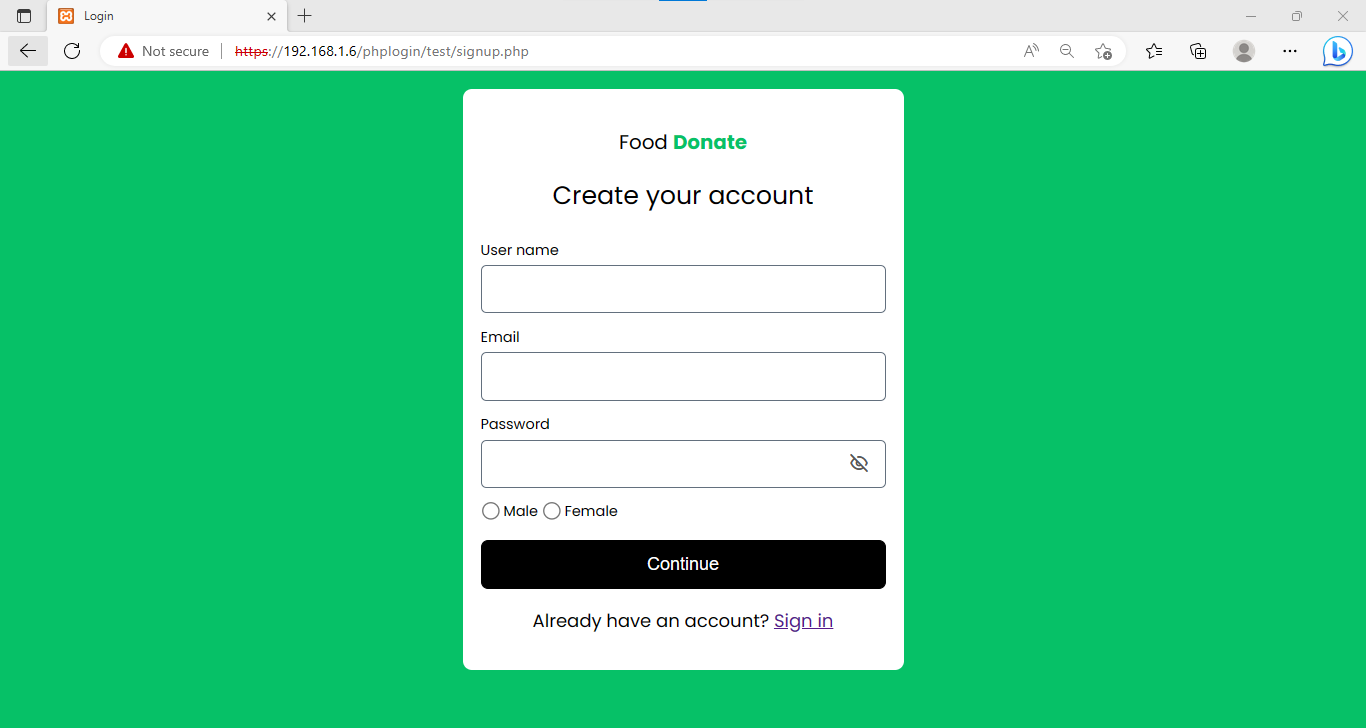 Login
Not secure
https://192.168.1.6/phplogin/test/signup.php
Food Donate
Create your account
User name
Email
Password
Male Female
Continue
Already have an account? Sign in